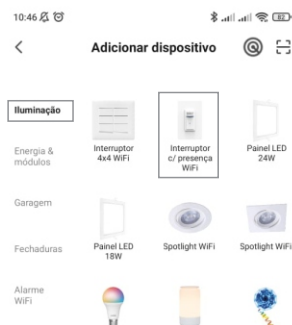 10:46
82
Adicionar dispositivo
Iluminação
Energia &
módulos
Garagem
Fechaduras
Alarme
WiFi
Interruptor
4x4 WiFi
Interruptor
c/ presença
WiFi
Painel LED
24W
Painel LED
18W
Spotlight WiFi
Spotlight WiFi